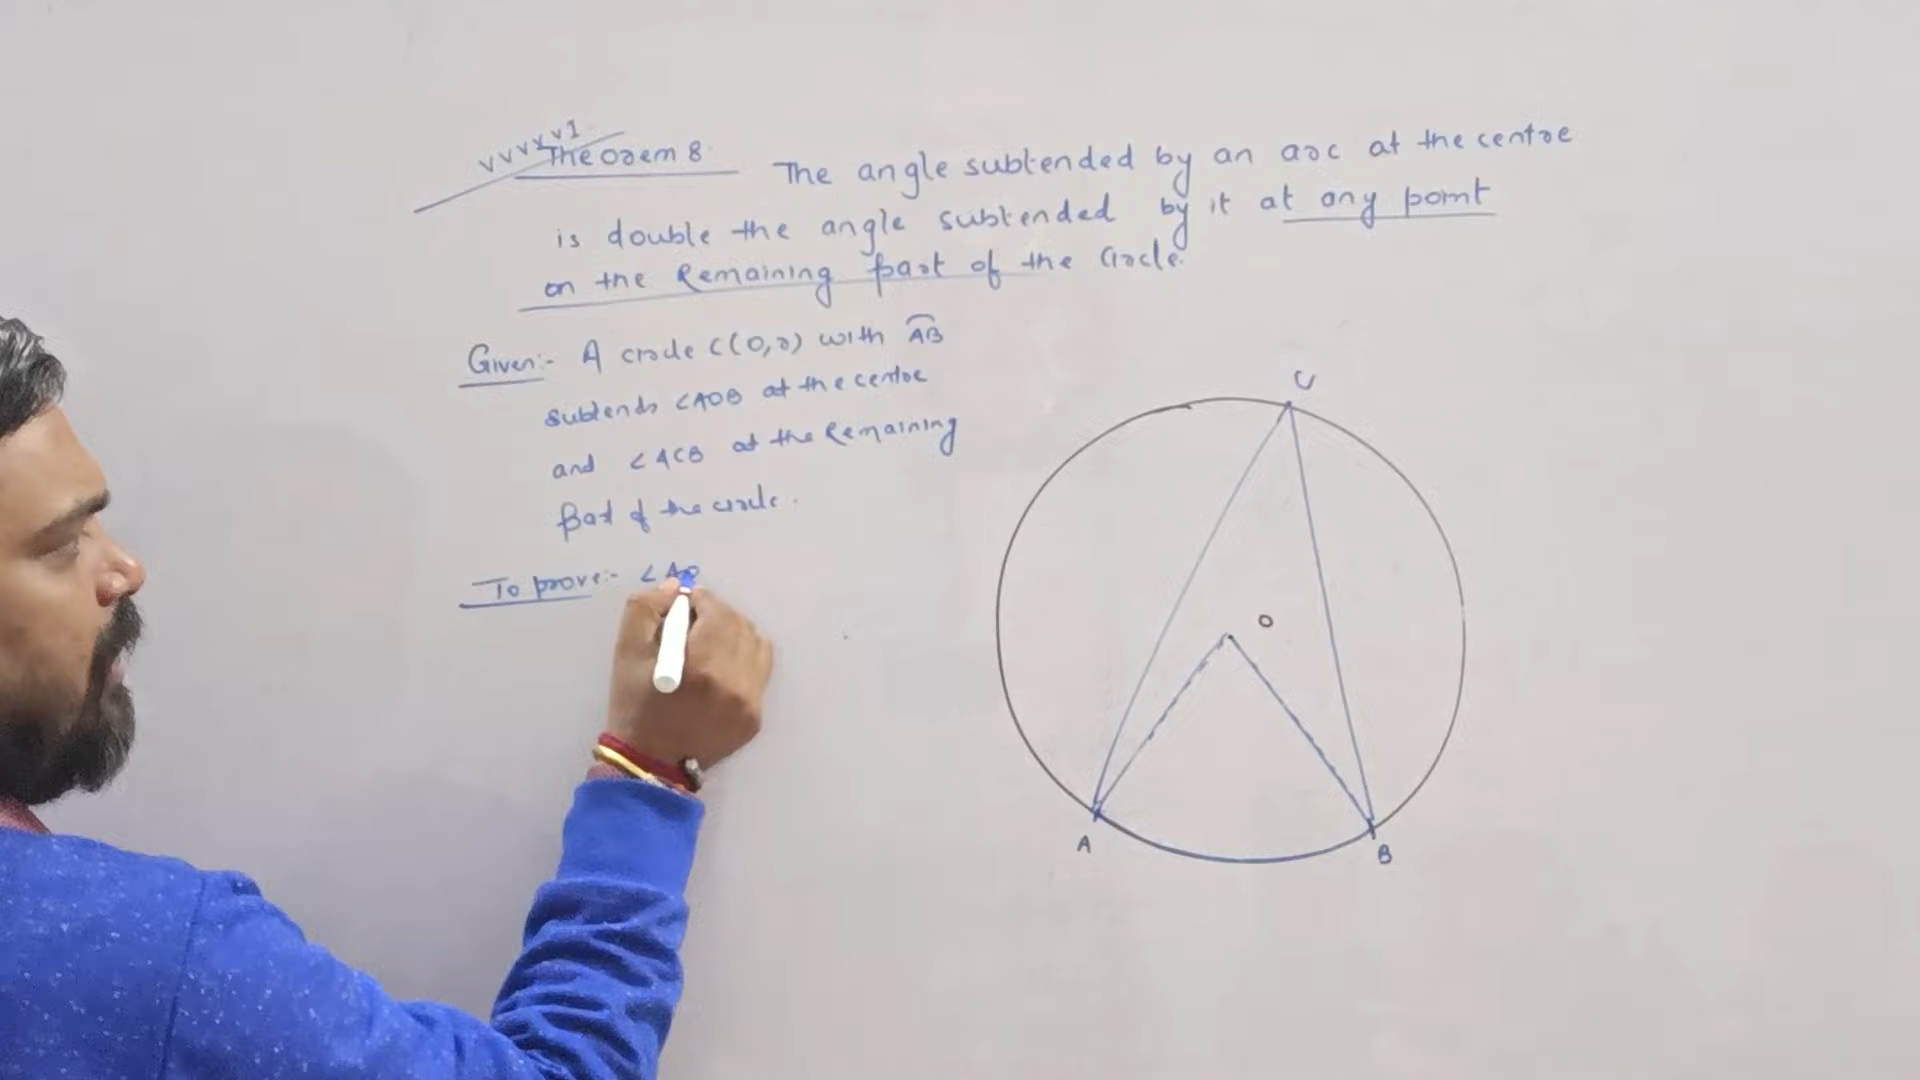 vvvvv1
Theorem 8 The angle subtended by an arc at the centre
is double the angle subtended by it at any point
on the Remaining part of the Circle.
Given:- A circle C(O,r) with AB
subtends ∠AOB at the centre
and ∠ACB at the Remaining
part of the circle.
To prove:- ∠AO
C
O
A
B